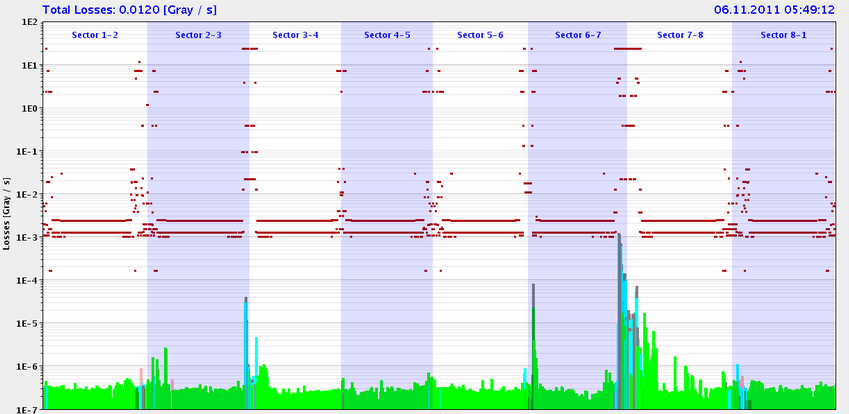 Total Losses: 0.0120 [Gray / s] 06.11.2011 05:49:12
Sector 1-2 Sector 2-3 Sector 3-4 Sector 4-5 Sector 5-6 Sector 6-7 Sector 7-8 Sector 8-1
Losses [Gray / s]
1E2
1E1
1E0
1E-1
1E-2
1E-3
1E-4
1E-5
1E-6
1E-7